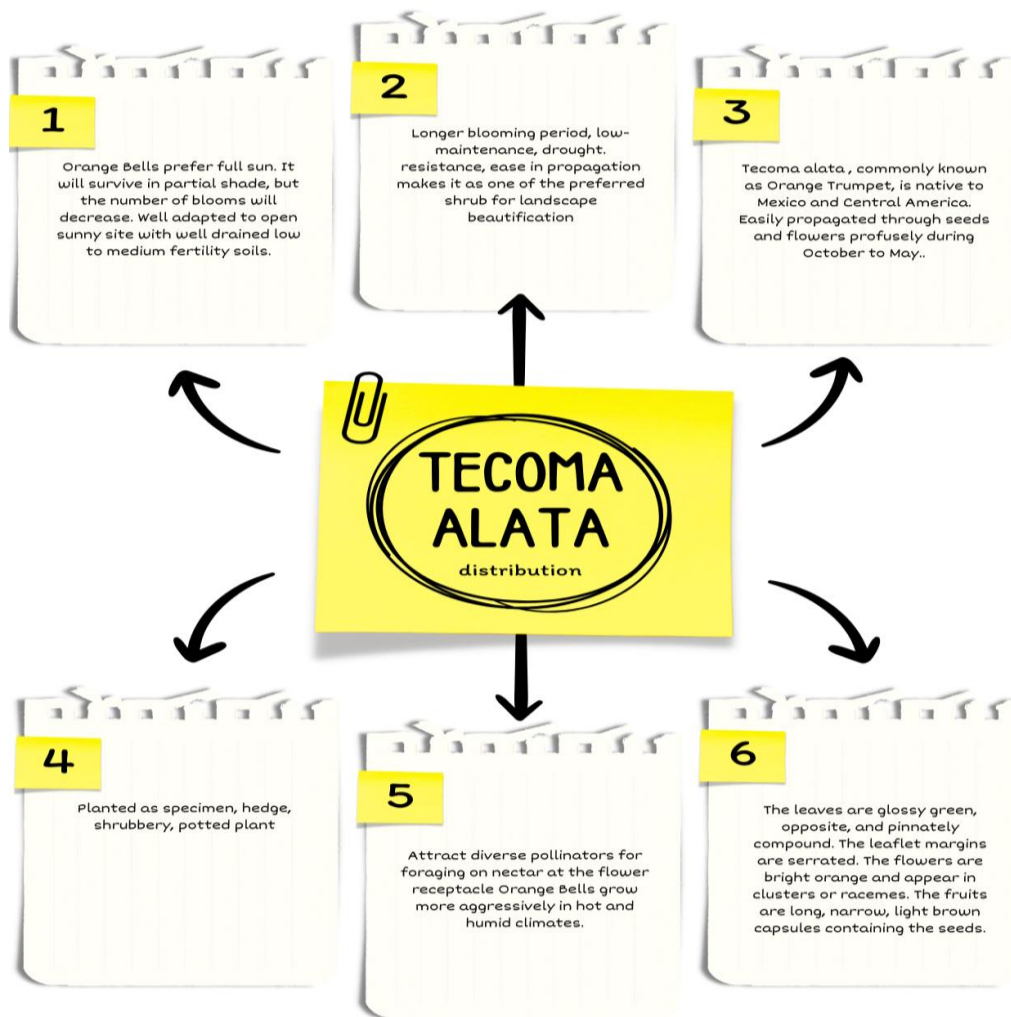 1
Orange Bells prefer full sun. It
will survive in partial shade, but
the number of blooms will
decrease. Well adapted to open
sunny site with well drained low
to medium fertility soils.
2
Longer blooming period, low-
maintenance, drought.
resistance, ease in propagation
makes it as one of the preferred
shrub for landscape
beautification
3
Tecoma alata , commonly known
as Orange Trumpet, is native to
Mexico and Central America.
Easily propagated through seeds
and flowers profusely during
October to May..
TECOMA
ALATA
distribution
4
Planted as specimen, hedge,
shrubbery, potted plant
5
Attract diverse pollinators for
foraging on nectar at the flower
receptacle Orange Bells grow
more aggressively in hot and
humid climates.
6
The leaves are glossy green,
opposite, and pinnately
compound. The leaflet margins
are serrated. The flowers are
bright orange and appear in
clusters or racemes. The fruits
are long, narrow, light brown
capsules containing the seeds.